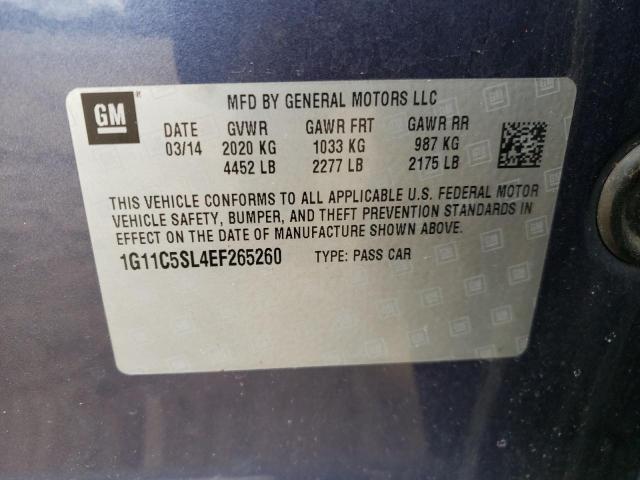 GM
MFD BY GENERAL MOTORS LLC
DATE GVWR GAWR FRT GAWR RR
03/14 2020 KG 1033 KG 987 KG
4452 LB 2277 LB 2175 LB
THIS VEHICLE CONFORMS TO ALL APPLICABLE U.S. FEDERAL MOTOR
VEHICLE SAFETY, BUMPER, AND THEFT PREVENTION STANDARDS IN
EFFECT ON THE DATE OF MANUFACTURE SHOWN ABOVE.
1G11C5SL4EF265260 TYPE: PASS CAR